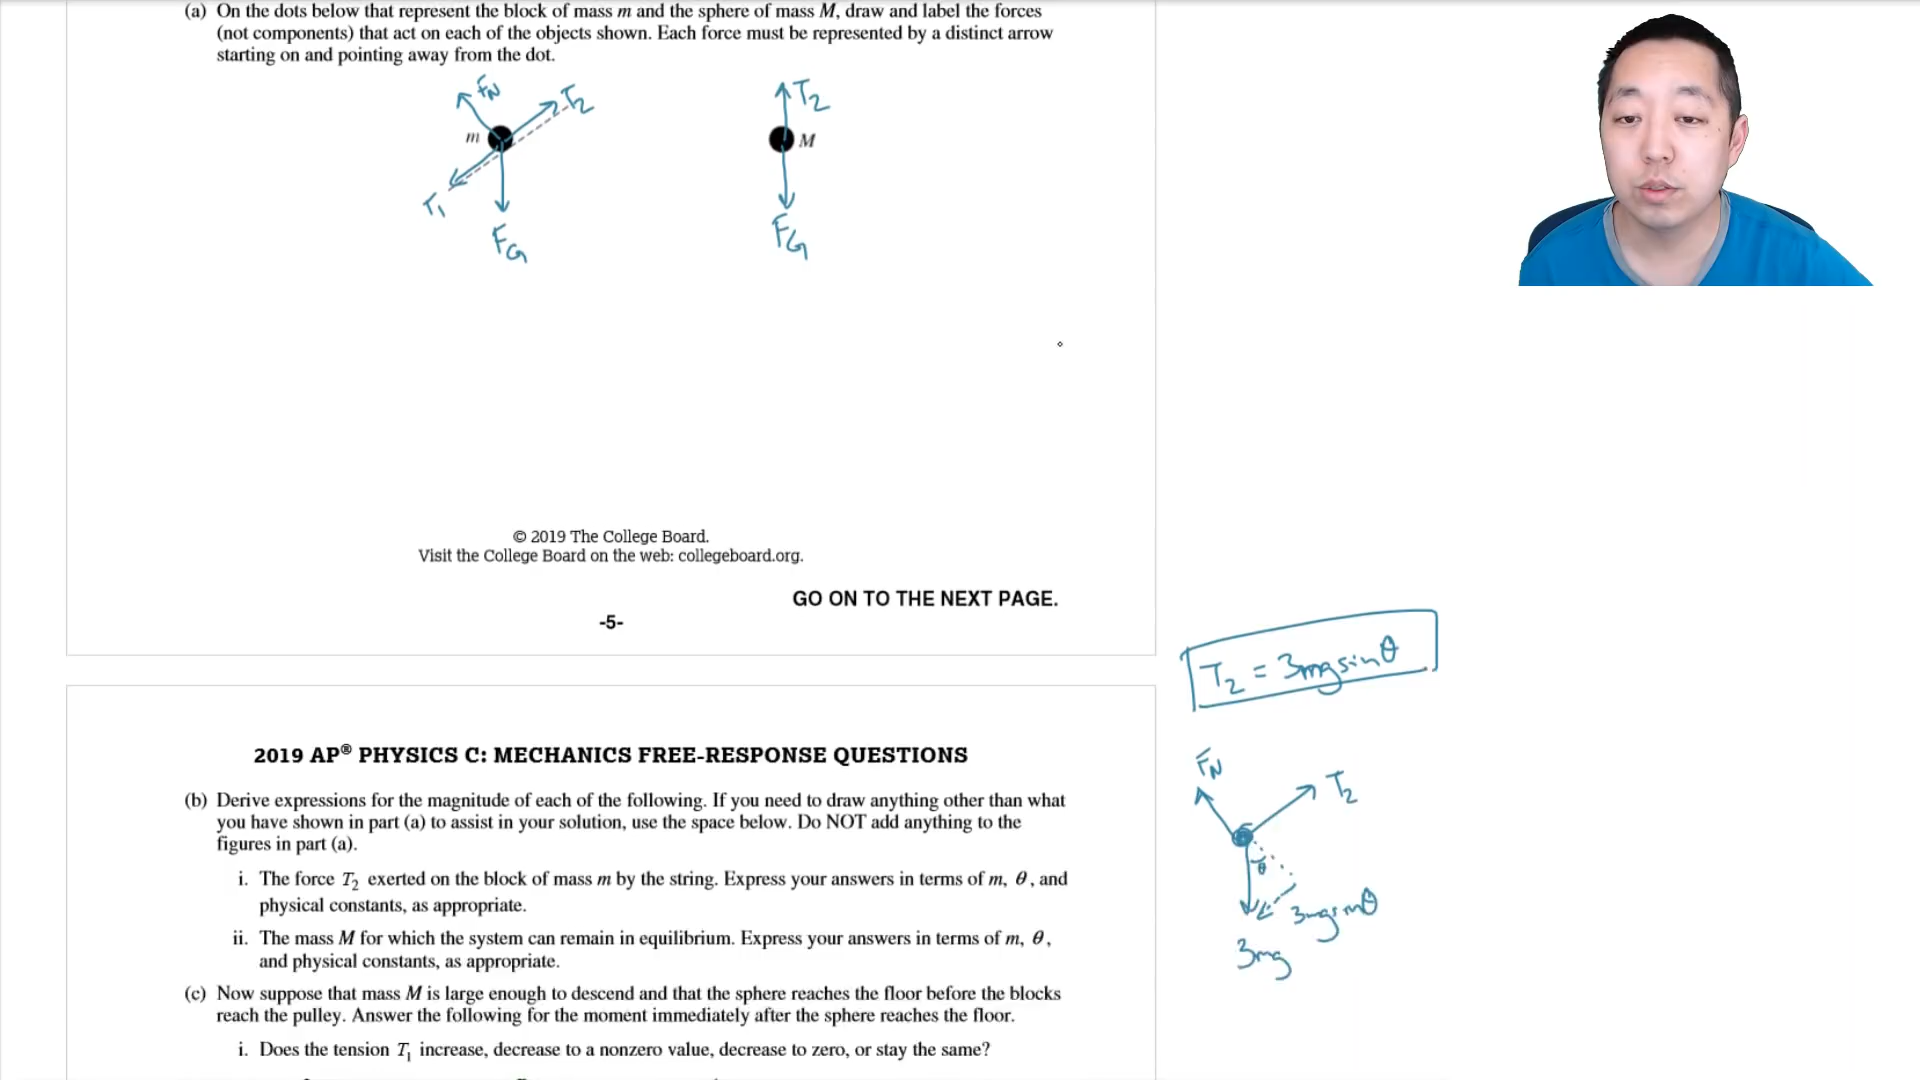 (a) On the dots below that represent the block of mass m and the sphere of mass M, draw and label the forces
(not components) that act on each of the objects shown. Each force must be represented by a distinct arrow
starting on and pointing away from the dot.
F_N
T_2
m
T_1
F_G
T_2
M
F_G
© 2019 The College Board.
Visit the College Board on the web: collegeboard.org.
GO ON TO THE NEXT PAGE.
-5-
T_2 = 3mg sin θ
2019 AP® PHYSICS C: MECHANICS FREE-RESPONSE QUESTIONS
(b) Derive expressions for the magnitude of each of the following. If you need to draw anything other than what
you have shown in part (a) to assist in your solution, use the space below. Do NOT add anything to the
figures in part (a).
i. The force T_2 exerted on the block of mass m by the string. Express your answers in terms of m, θ, and
physical constants, as appropriate.
ii. The mass M for which the system can remain in equilibrium. Express your answers in terms of m, θ,
and physical constants, as appropriate.
(c) Now suppose that mass M is large enough to descend and that the sphere reaches the floor before the blocks
reach the pulley. Answer the following for the moment immediately after the sphere reaches the floor.
i. Does the tension T_1 increase, decrease to a nonzero value, decrease to zero, or stay the same?
F_N
T_2
θ
3mg sin θ
3mg